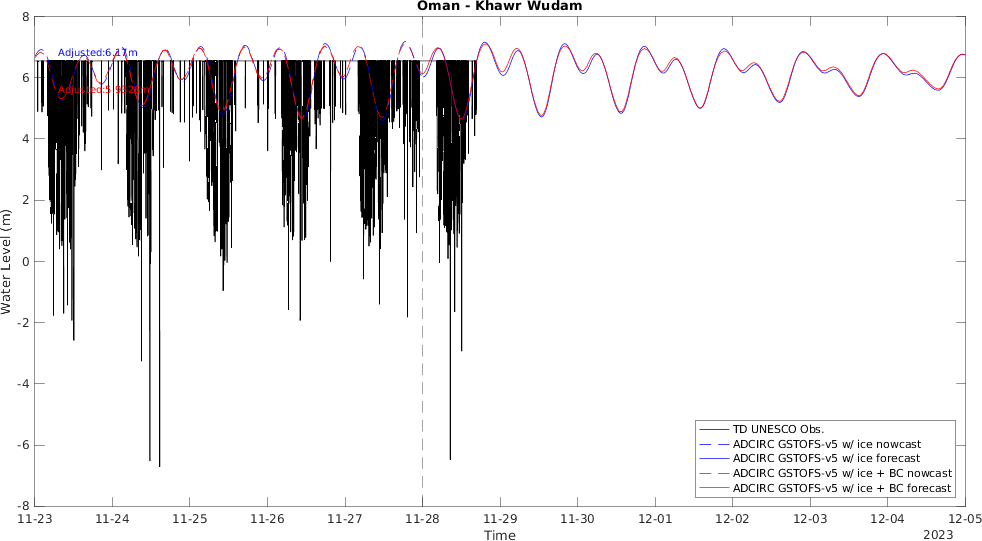 Oman - Khawr Wudam
8
6
4
2
0
-2
-4
-6
-8
Water Level (m)
Adjusted:6.17m
TD UNESCO Obs.
ADCIRC GSTOFS-v5 w/ ice nowcast
ADCIRC GSTOFS-v5 w/ ice forecast
ADCIRC GSTOFS-v5 w/ ice + BC nowcast
ADCIRC GSTOFS-v5 w/ ice + BC forecast
11-23 11-24 11-25 11-26 11-27 11-28 11-29 11-30 12-01 12-02 12-03 12-04 12-05
Time
2023